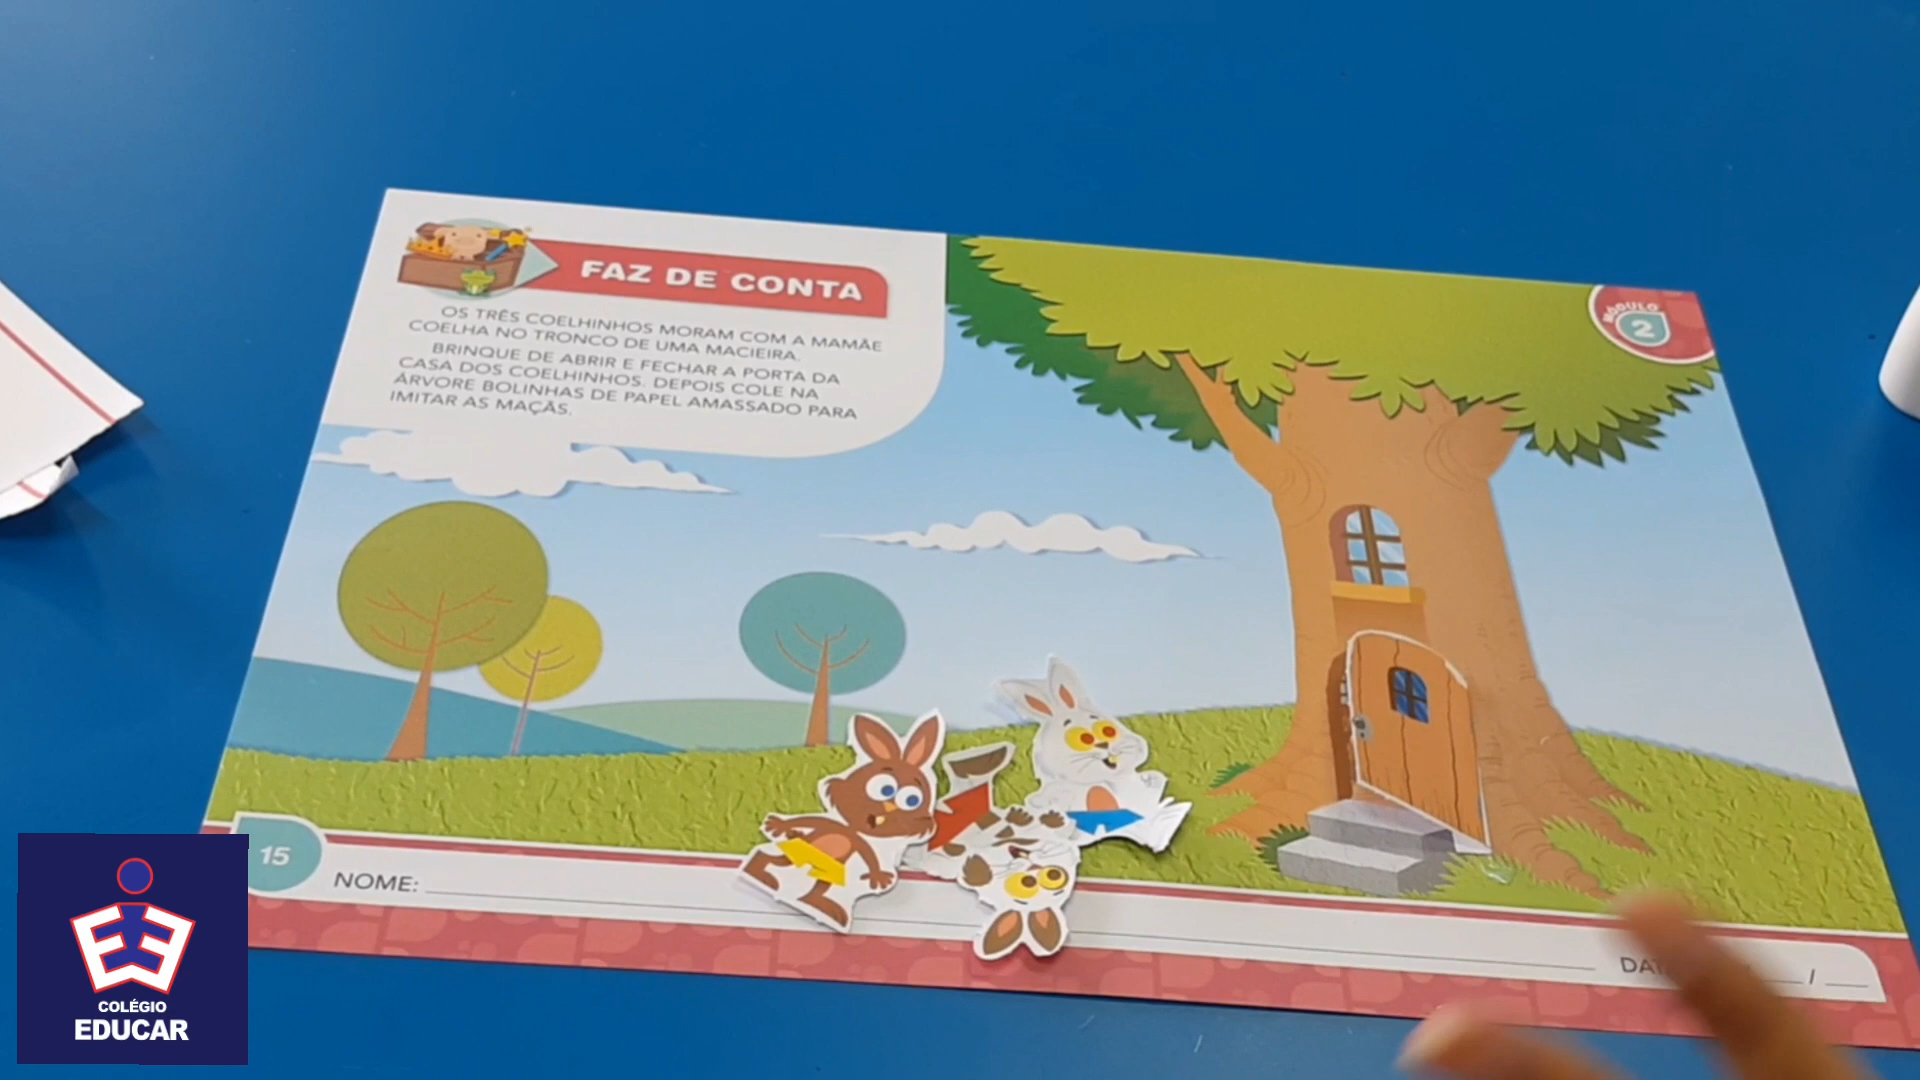 FAZ DE CONTA
OS TRÊS COELHINHOS MORAM COM A MAMÃE
COELHA NO TRONCO DE UMA MACIEIRA.
BRINQUE DE ABRIR E FECHAR A PORTA DA
CASA DOS COELHINHOS. DEPOIS COLE NA
ÁRVORE BOLINHAS DE PAPEL AMASSADO PARA
IMITAR AS MAÇÃS.
MÓDULO
2
15
NOME:
/
COLÉGIO
EDUCAR